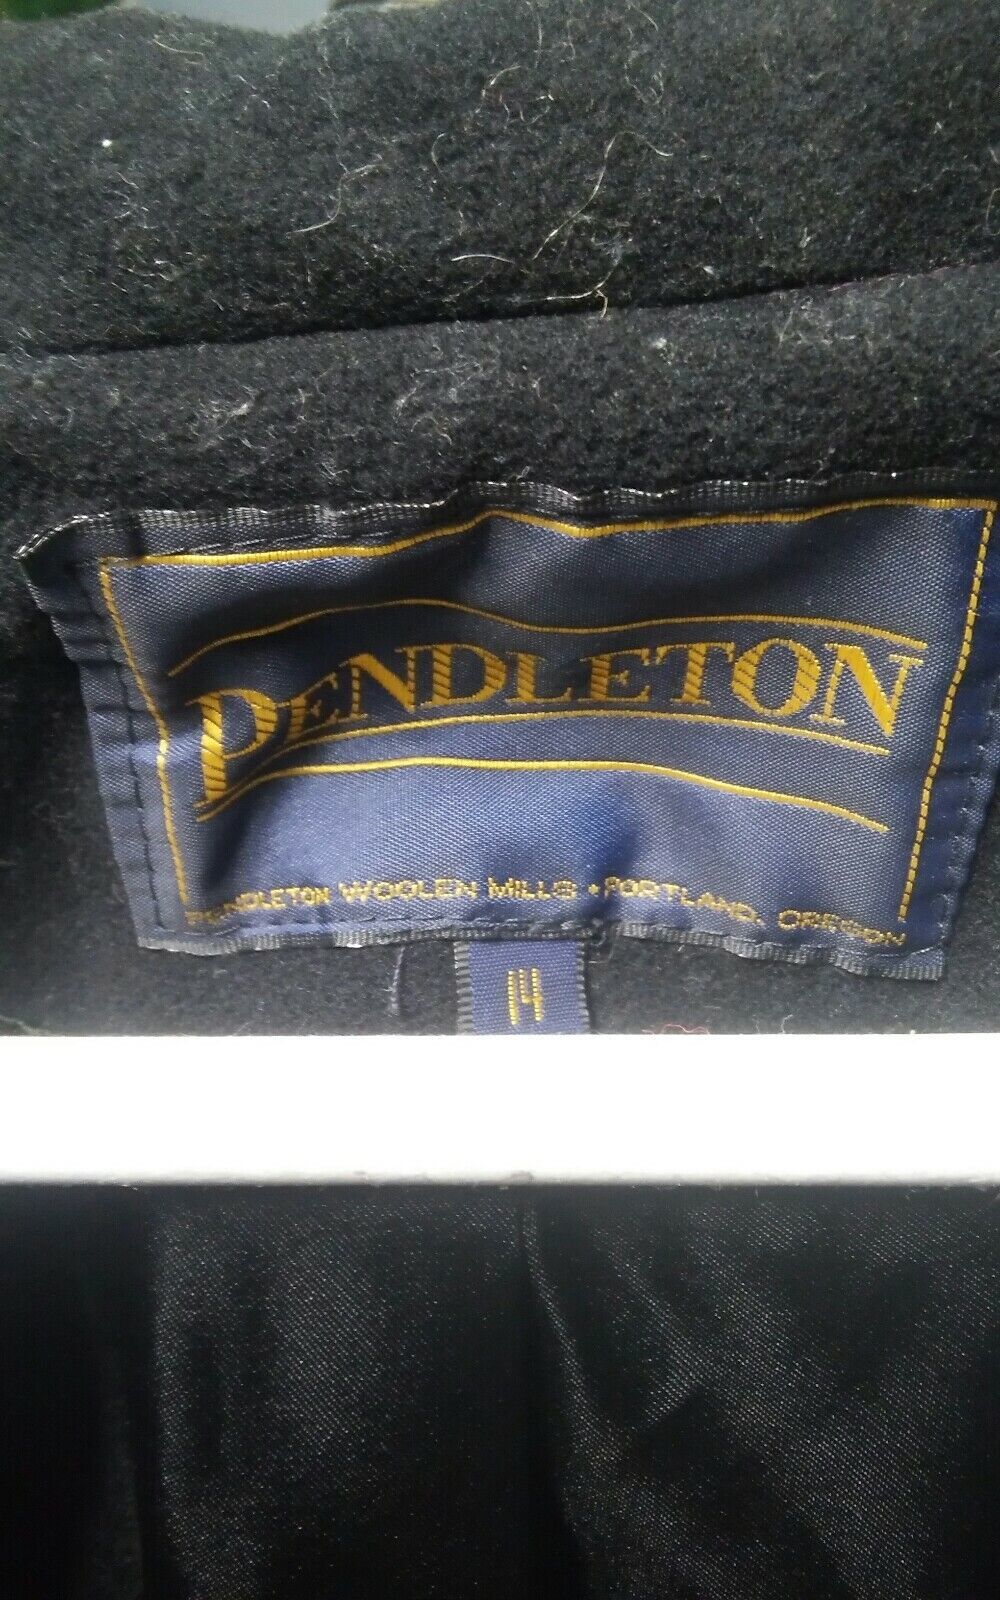 PENDLETON
PENDLETON WOOLEN MILLS • PORTLAND, OREGON
14